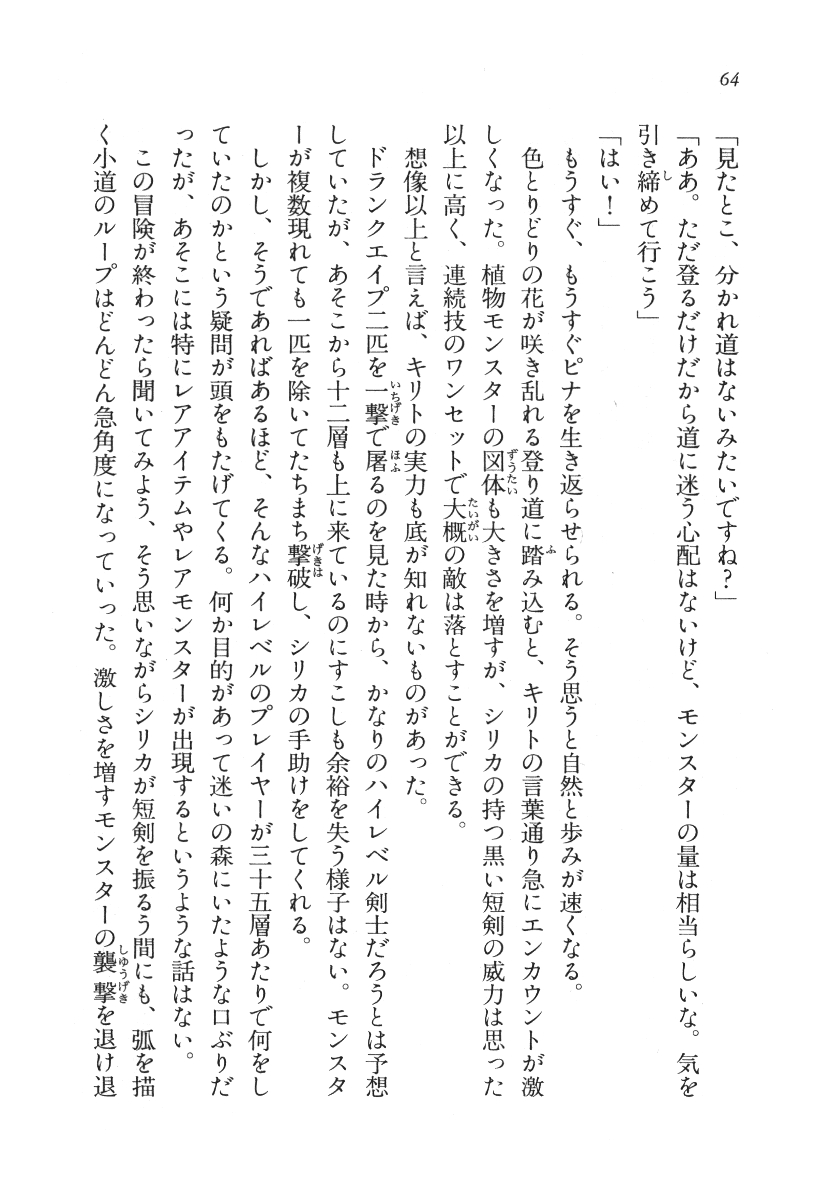 64
「見たとこ、分かれ道はないみたいですね?」
「ああ。ただ登るだけだから道に迷う心配はないけど、モンスターの量は相当らしいな。気を
引き締めて行こう」
「はい!」
もうすぐ、もうすぐピナを生き返らせられる。そう思うと自然と歩みが速くなる。
色とりどりの花が咲き乱れる登り道に踏み込むと、キリトの言葉通り急にエンカウントが激
しくなった。植物モンスターの図体も大きさを増すが、シリカの持つ黒い短剣の威力は思った
以上に高く、連続技のワンセットで大概の敵は落とすことができる。
想像以上と言えば、キリトの実力も底が知れないものがあった。
ドランクエイプ二匹を一撃で屠るのを見た時から、かなりのハイレベル剣士だろうとは予想
していたが、あそこから十二層も上に来ているのにすこしも余裕を失う様子はない。モンスタ
ーが複数現れても一匹を除いてたちまち撃破し、シリカの手助けをしてくれる。
しかし、そうであればあるほど、そんなハイレベルのプレイヤーが三十五層あたりで何をし
ていたのかという疑問が頭をもたげてくる。何か目的があって迷いの森にいたような口ぶりだ
ったが、あそこには特にレアアイテムやレアモンスターが出現するというような話はない。
この冒険が終わったら聞いてみよう、そう思いながらシリカが短剣を振るう間にも、弧を描
く小道のループはどんどん急角度になっていった。激しさを増すモンスターの襲撃を退け退